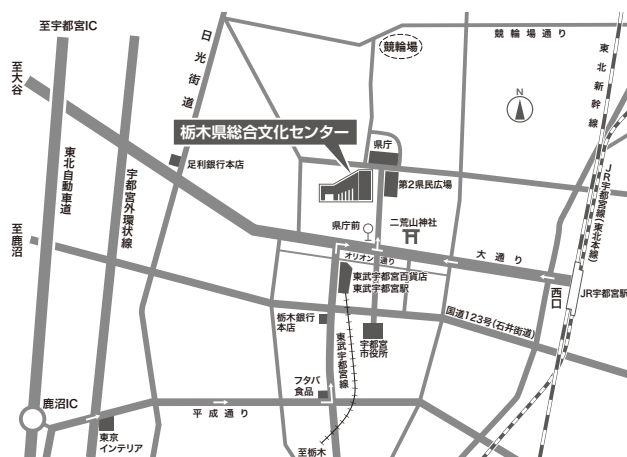 至宇都宮IC
至大谷
日光街道
競輪場
競輪場通り
東北新幹線
N
栃木県総合文化センター
県庁
足利銀行本店
東北自動車道
宇都宮外環状線
第2県民広場
JR宇都宮線(東北本線)
至鹿沼
県庁前
二荒山神社
オリオン通り
大通り
東武宇都宮百貨店
東武宇都宮駅
西口
JR宇都宮駅
栃木銀行
本店
国道123号(石井街道)
東武宇都宮線
宇都宮
市役所
フタバ
食品
鹿沼IC
平成通り
東京
インテリア
至栃木